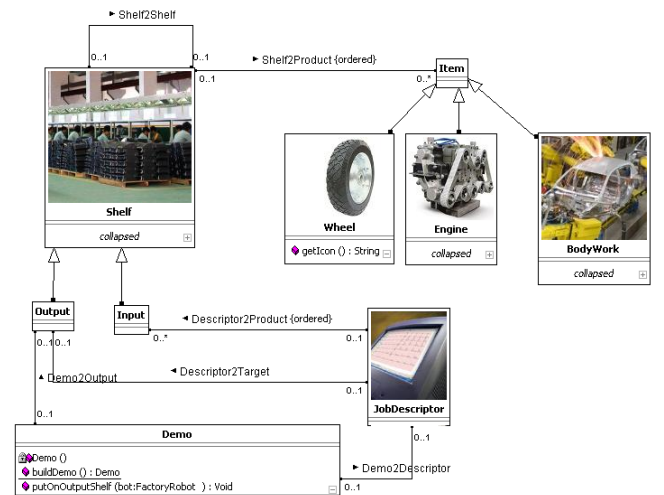 ► Shelf2Shelf
0..1
0..1
► Shelf2Product {ordered}
0..1
0..*
Item
Shelf
collapsed
Wheel
getIcon () : String
Engine
collapsed
BodyWork
collapsed
Output
Input
◄ Descriptor2Product {ordered}
0..*
0..1
0..1
0..1
▲ Demo2Output
◄ Descriptor2Target
0..1
JobDescriptor
0..1
0..1
Demo
Demo ()
buildDemo () : Demo
► Demo2Descriptor
putOnOutputShelf (bot:FactoryRobot ) : Void
0..1